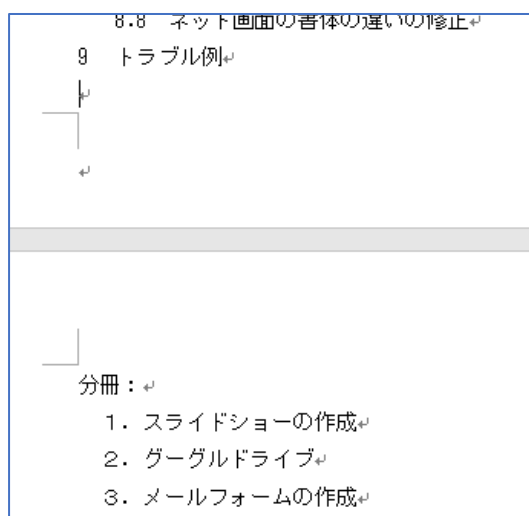 8.8 ネット画面の書体の違いの修正↵
9 トラブル例↵
↵
↵
分冊：↵
１．スライドショーの作成↵
２．グーグルドライブ↵
３．メールフォームの作成↵